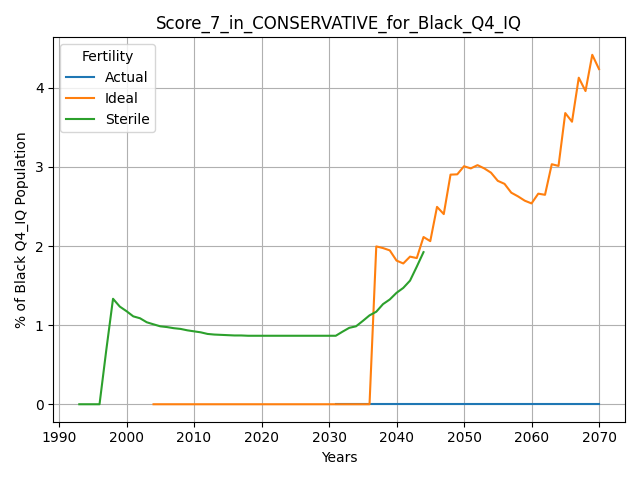 Score_7_in_CONSERVATIVE_for_Black_Q4_IQ
Fertility
Actual
Ideal
Sterile
% of Black Q4_IQ Population
4
3
2
1
0
1990 2000 2010 2020 2030 2040 2050 2060 2070
Years